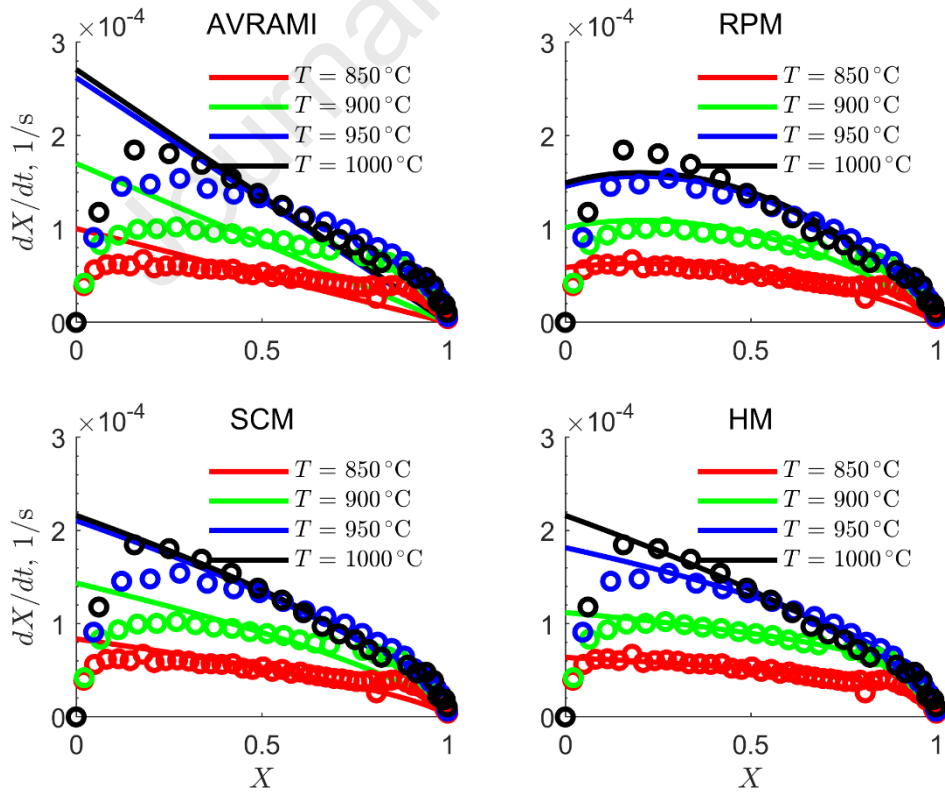 AVRAMI
×10⁻⁴
3
2
1
0
dX/dt, 1/s
T = 850 °C
T = 900 °C
T = 950 °C
T = 1000 °C
0
0.5
1
RPM
×10⁻⁴
3
2
1
0
T = 850 °C
T = 900 °C
T = 950 °C
T = 1000 °C
0
0.5
1
SCM
×10⁻⁴
3
2
1
0
dX/dt, 1/s
T = 850 °C
T = 900 °C
T = 950 °C
T = 1000 °C
0
0.5
1
X
HM
×10⁻⁴
3
2
1
0
T = 850 °C
T = 900 °C
T = 950 °C
T = 1000 °C
0
0.5
1
X